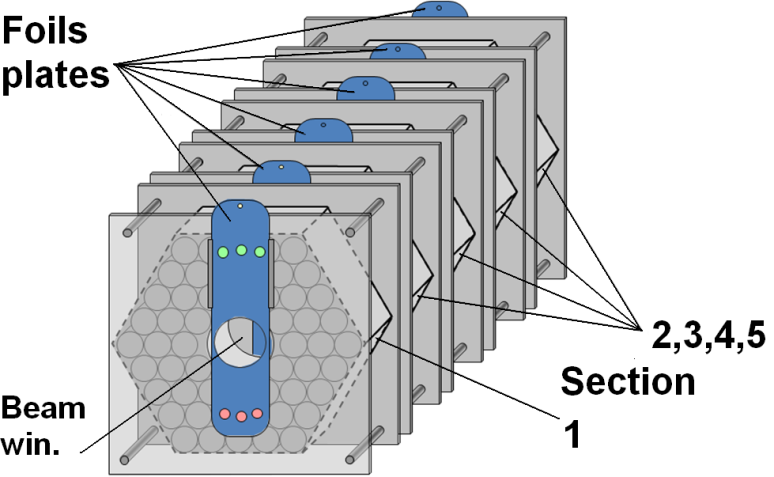 Foils
plates
2,3,4,5
Section
1
Beam
win.